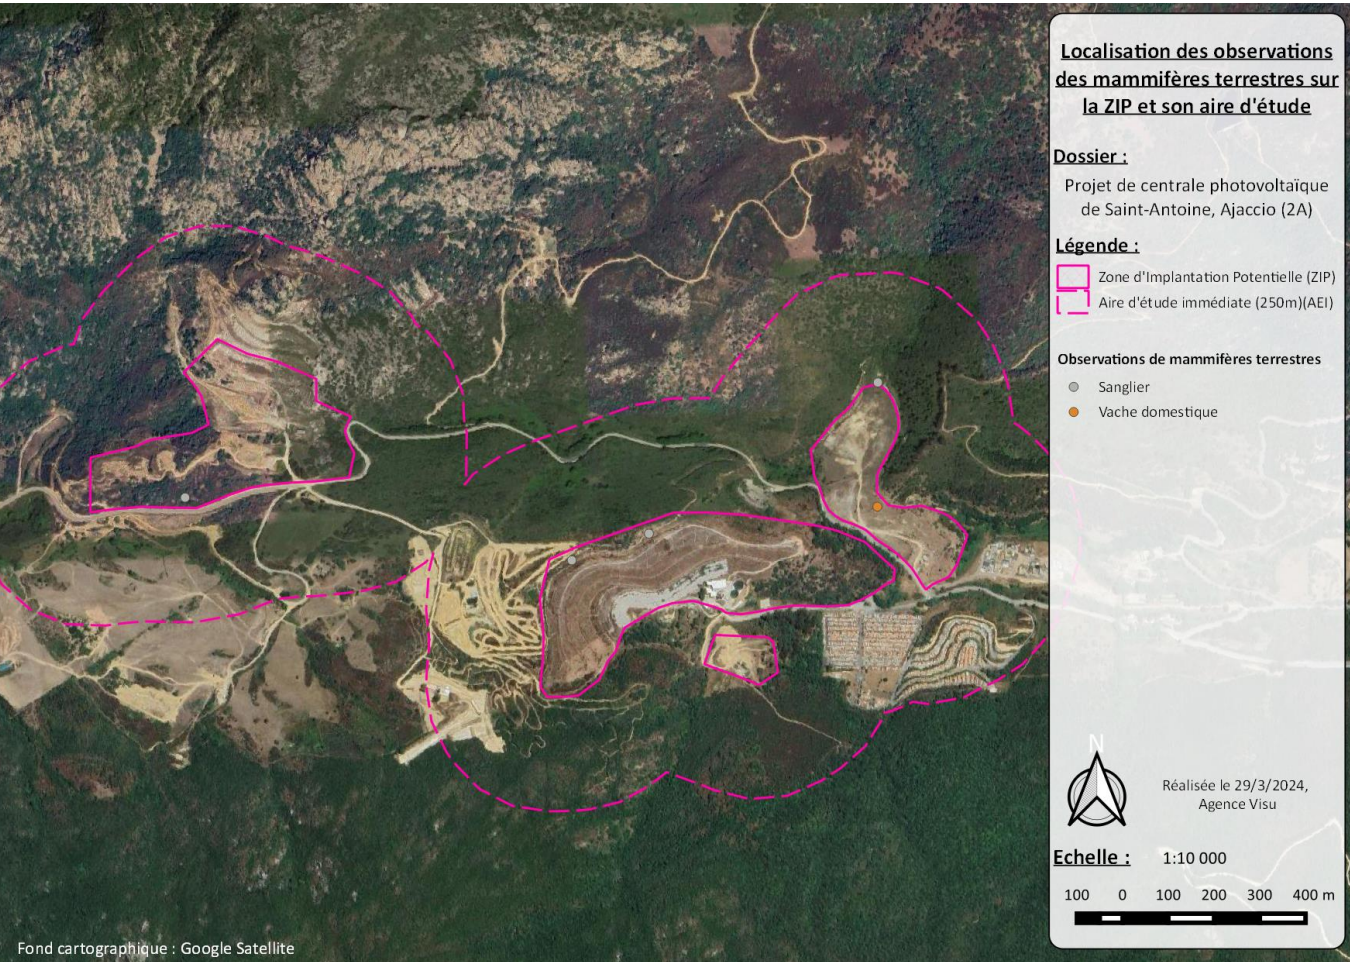 Localisation des observations
des mammifères terrestres sur
la ZIP et son aire d'étude
Dossier :
Projet de centrale photovoltaïque
de Saint-Antoine, Ajaccio (2A)
Légende :
Zone d'Implantation Potentielle (ZIP)
Aire d'étude immédiate (250m)(AEI)
Observations de mammifères terrestres
Sanglier
Vache domestique
N
Réalisée le 29/3/2024,
Agence Visu
Echelle : 1:10 000
100 0 100 200 300 400 m
Fond cartographique : Google Satellite